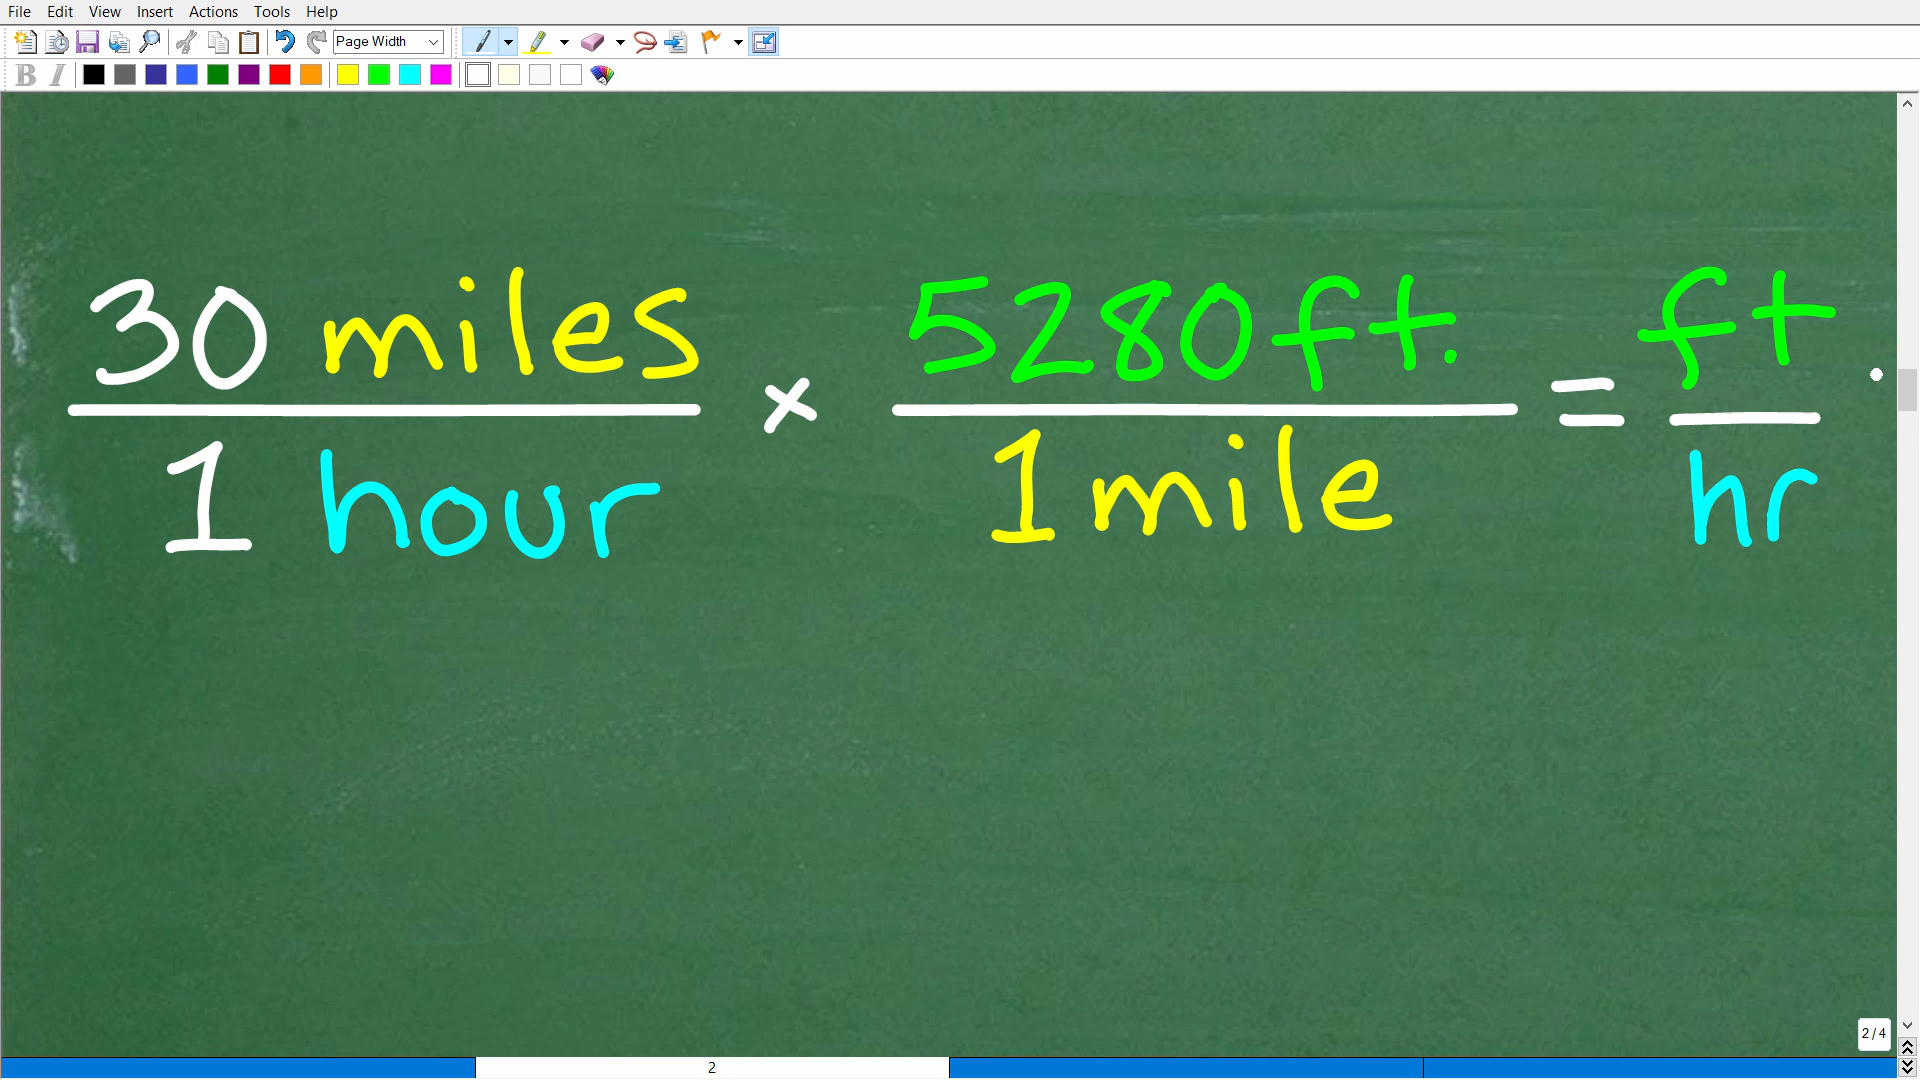 File Edit View Insert Actions Tools Help
Page Width
B I
30 miles × 5280 ft. = ft
1 hour 1 mile hr
2 / 4
2